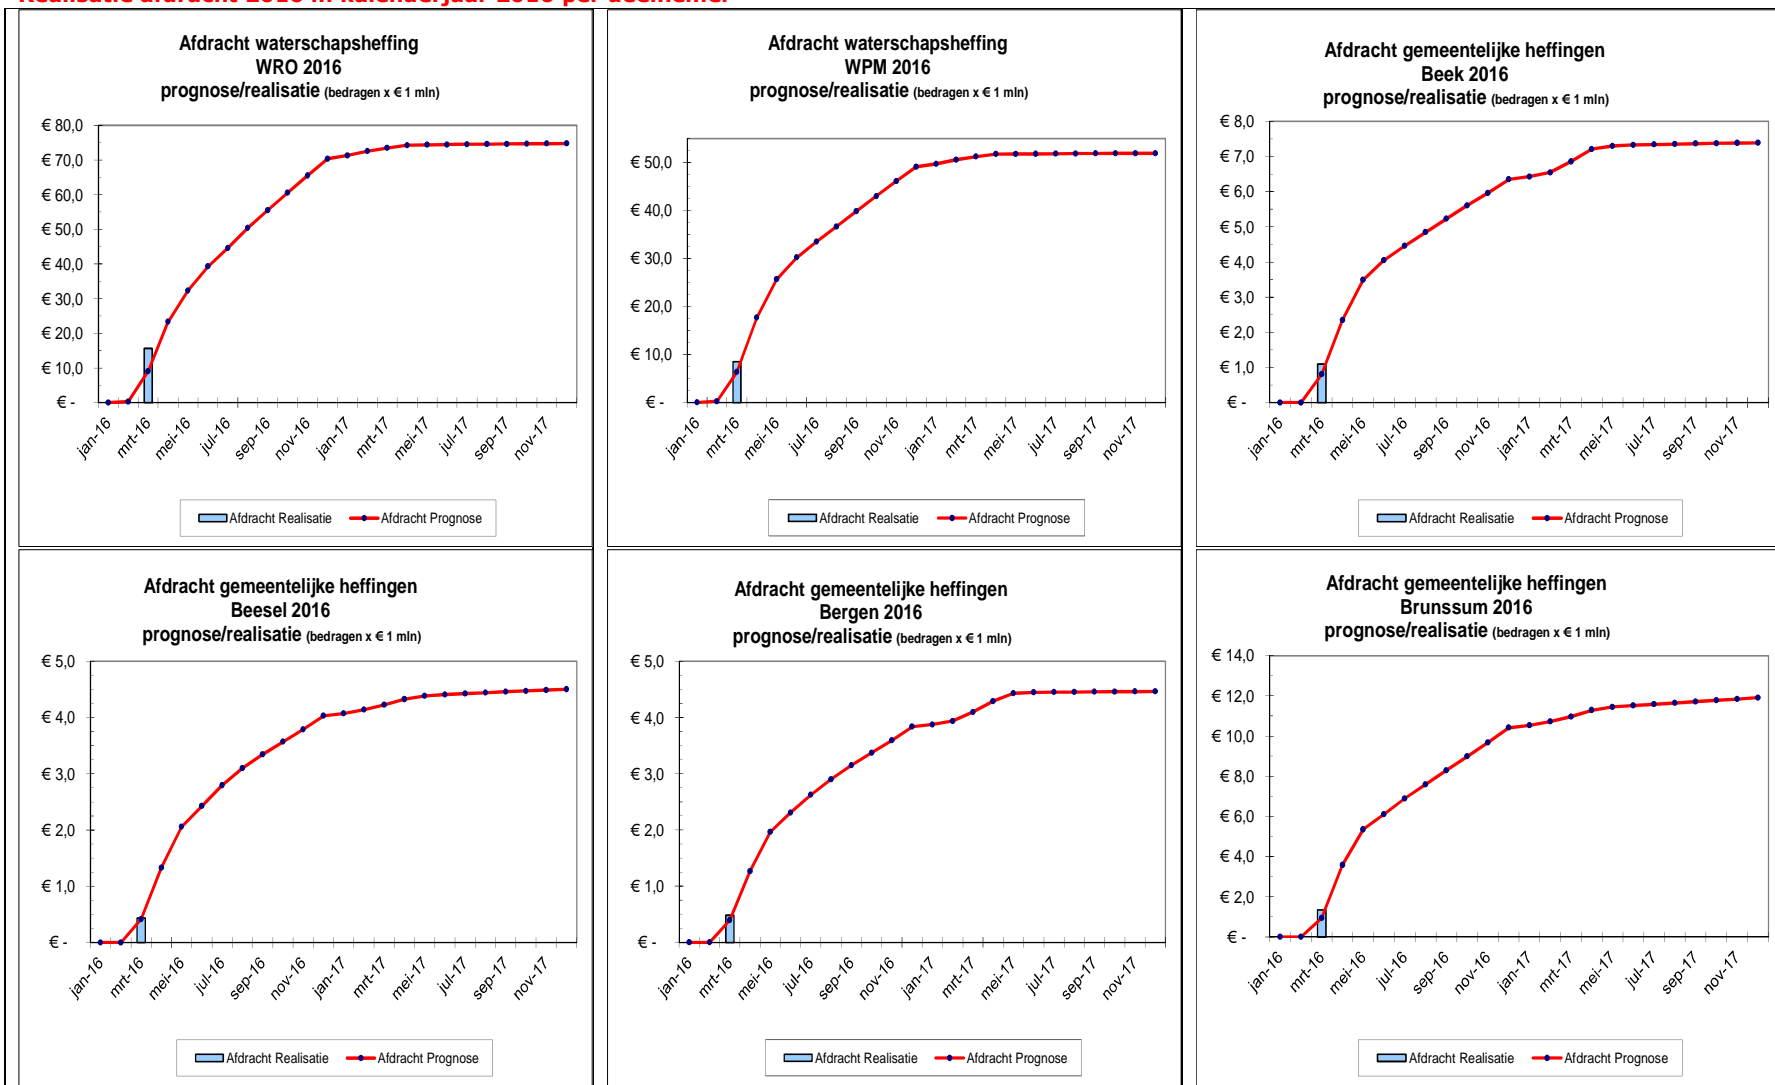 Realisatie afdracht 2016 in kalenderjaar 2016 per deelnemer
Afdracht waterschapsheffing
WRO 2016
prognose/realisatie (bedragen x € 1 mln)
€ 80,0
€ 70,0
€ 60,0
€ 50,0
€ 40,0
€ 30,0
€ 20,0
€ 10,0
€ -
jan-16
mrt-16
mei-16
jul-16
sep-16
nov-16
jan-17
mrt-17
mei-17
jul-17
sep-17
nov-17
Afdracht Realisatie
Afdracht Prognose
Afdracht waterschapsheffing
WPM 2016
prognose/realisatie (bedragen x € 1 mln)
€ 50,0
€ 40,0
€ 30,0
€ 20,0
€ 10,0
€ -
jan-16
mrt-16
mei-16
jul-16
sep-16
nov-16
jan-17
mrt-17
mei-17
jul-17
sep-17
nov-17
Afdracht Realsatie
Afdracht Prognose
Afdracht gemeentelijke heffingen
Beek 2016
prognose/realisatie (bedragen x € 1 mln)
€ 8,0
€ 7,0
€ 6,0
€ 5,0
€ 4,0
€ 3,0
€ 2,0
€ 1,0
€ -
jan-16
mrt-16
mei-16
jul-16
sep-16
nov-16
jan-17
mrt-17
mei-17
jul-17
sep-17
nov-17
Afdracht Realisatie
Afdracht Prognose
Afdracht gemeentelijke heffingen
Beesel 2016
prognose/realisatie (bedragen x € 1 mln)
€ 5,0
€ 4,0
€ 3,0
€ 2,0
€ 1,0
€ -
jan-16
mrt-16
mei-16
jul-16
sep-16
nov-16
jan-17
mrt-17
mei-17
jul-17
sep-17
nov-17
Afdracht Realisatie
Afdracht Prognose
Afdracht gemeentelijke heffingen
Bergen 2016
prognose/realisatie (bedragen x € 1 mln)
€ 5,0
€ 4,0
€ 3,0
€ 2,0
€ 1,0
€ -
jan-16
mrt-16
mei-16
jul-16
sep-16
nov-16
jan-17
mrt-17
mei-17
jul-17
sep-17
nov-17
Afdracht Realisatie
Afdracht Prognose
Afdracht gemeentelijke heffingen
Brunssum 2016
prognose/realisatie (bedragen x € 1 mln)
€ 14,0
€ 12,0
€ 10,0
€ 8,0
€ 6,0
€ 4,0
€ 2,0
€ -
jan-16
mrt-16
mei-16
jul-16
sep-16
nov-16
jan-17
mrt-17
mei-17
jul-17
sep-17
nov-17
Afdracht Realisatie
Afdracht Prognose